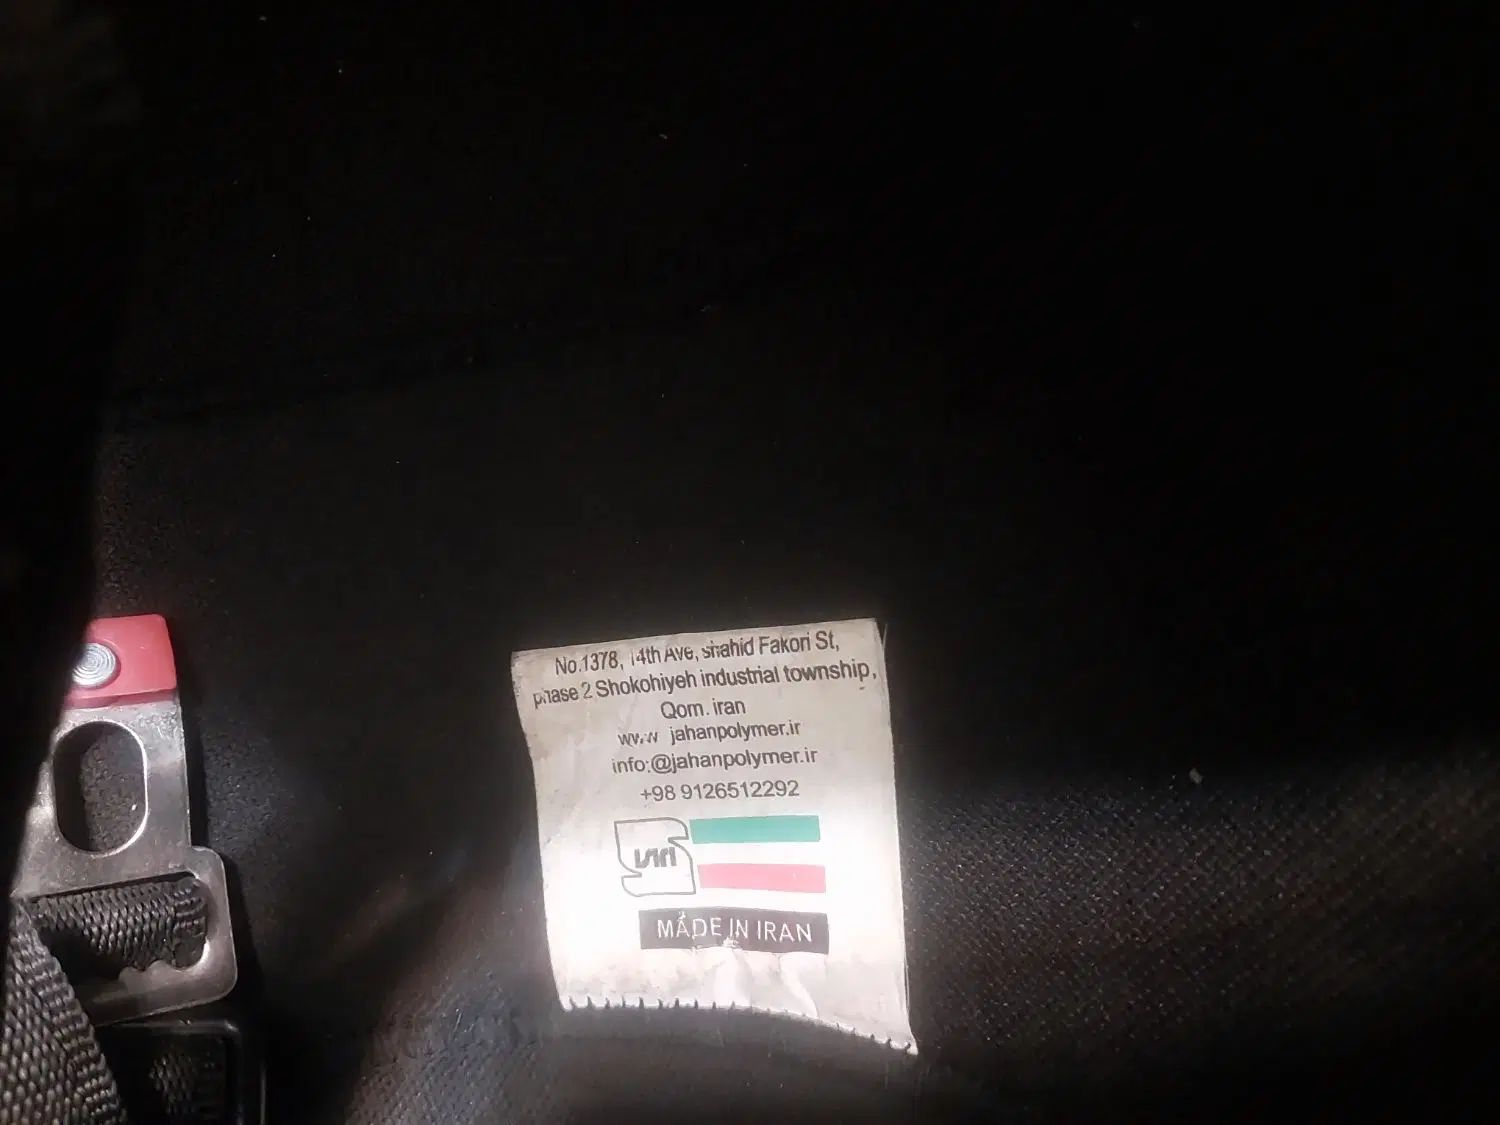 No.1378, 14th Ave, shahid Fakori St,
phase 2 Shokohiyeh industrial township,
Qom. iran
www jahanpolymer.ir
info:@jahanpolymer.ir
+98 9126512292
MADE IN IRAN